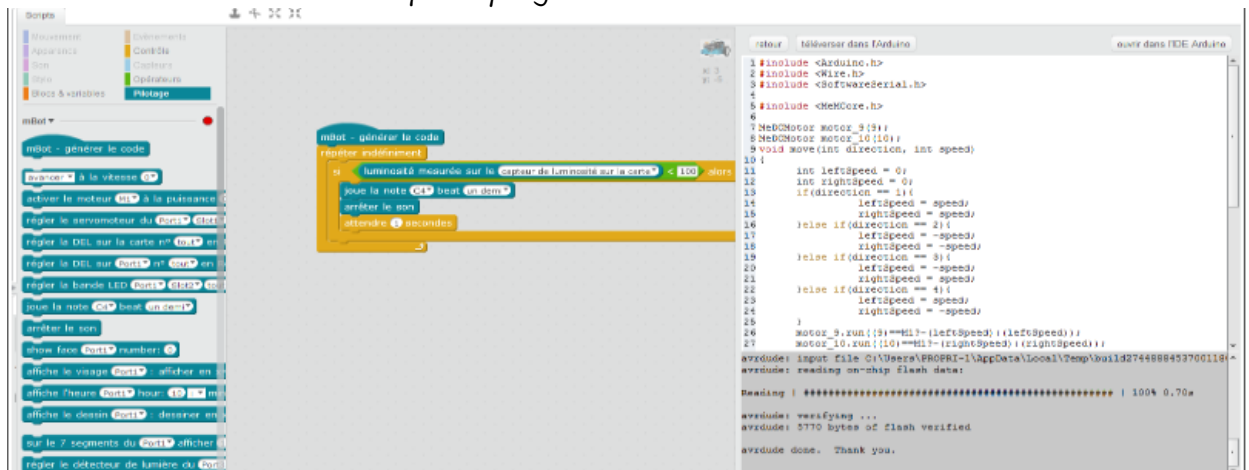 Scripts
Mouvement Evènements
Apparence Contrôle
Son Capteurs
Stylo Opérateurs
Blocs & variables Pilotage
mBot
mBot - générer le code
avancer à la vitesse 0
activer le moteur M1 à la puissance
régler le servomoteur du Port1 Slot1
régler la DEL sur la carte n° tout en
régler la DEL sur Port1 n° tout en
régler la bande LED Port1 Slot2 tout
joue la note C4 beat un demi
arrêter le son
show face Port1 number: 0
affiche le visage Port1 : afficher en
affiche l'heure Port1 hour: 10 :
affiche le dessin Port1 : dessiner en
sur le 7 segments du Port1 afficher
régler le détecteur de lumière du Port
mBot - générer le code
répéter indéfiniment
si luminosité mesurée sur le capteur de luminosité sur la carte < 100 alors
joue la note C4 beat un demi
arrêter le son
attendre 1 secondes
retour téléverser dans l'Arduino ouvrir dans l'IDE Arduino
1 #include <Arduino.h>
2 #include <Wire.h>
3 #include <SoftwareSerial.h>
4
5 #include <MeMCore.h>
6
7 MeDCMotor motor_9(9);
8 MeDCMotor motor_10(10);
9 void move(int direction, int speed)
10 {
11 int leftSpeed = 0;
12 int rightSpeed = 0;
13 if(direction == 1){
14 leftSpeed = speed;
15 rightSpeed = speed;
16 }else if(direction == 2){
17 leftSpeed = -speed;
18 rightSpeed = -speed;
19 }else if(direction == 3){
20 leftSpeed = -speed;
21 rightSpeed = speed;
22 }else if(direction == 4){
23 leftSpeed = speed;
24 rightSpeed = -speed;
25 }
26 motor_9.run((9)==M1?-(leftSpeed):(leftSpeed));
27 motor_10.run((10)==M1?-(rightSpeed):(rightSpeed));
avrdude: input file C:\Users\PROPRI~1\AppData\Local\Temp\build2744888453700118
avrdude: reading on-chip flash data:
Reading | ################################################## | 100% 0.70s
avrdude: verifying ...
avrdude: 5770 bytes of flash verified
avrdude done. Thank you.